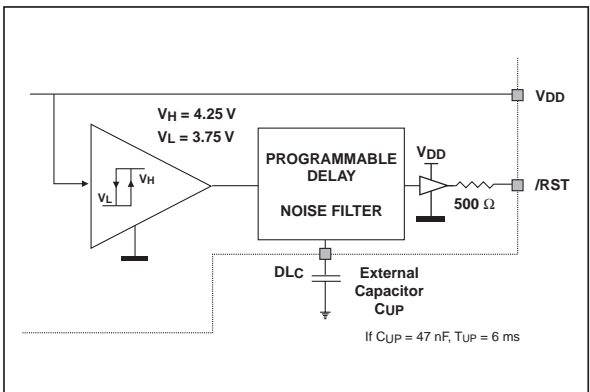 VDD
VH = 4.25 V
VL = 3.75 V
VH
VL
PROGRAMMABLE
DELAY
NOISE FILTER
VDD
/RST
500 Ω
DLC
External
Capacitor
CUP
If CUP = 47 nF, TUP = 6 ms